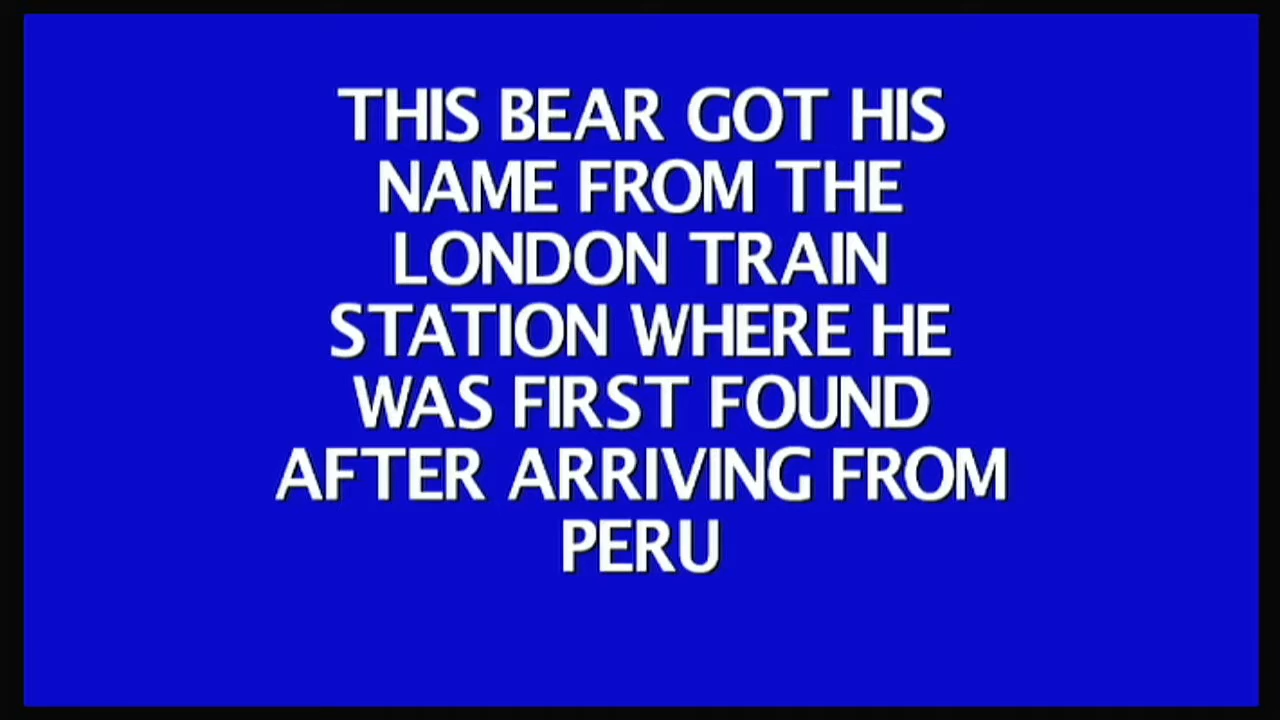 THIS BEAR GOT HIS
NAME FROM THE
LONDON TRAIN
STATION WHERE HE
WAS FIRST FOUND
AFTER ARRIVING FROM
PERU